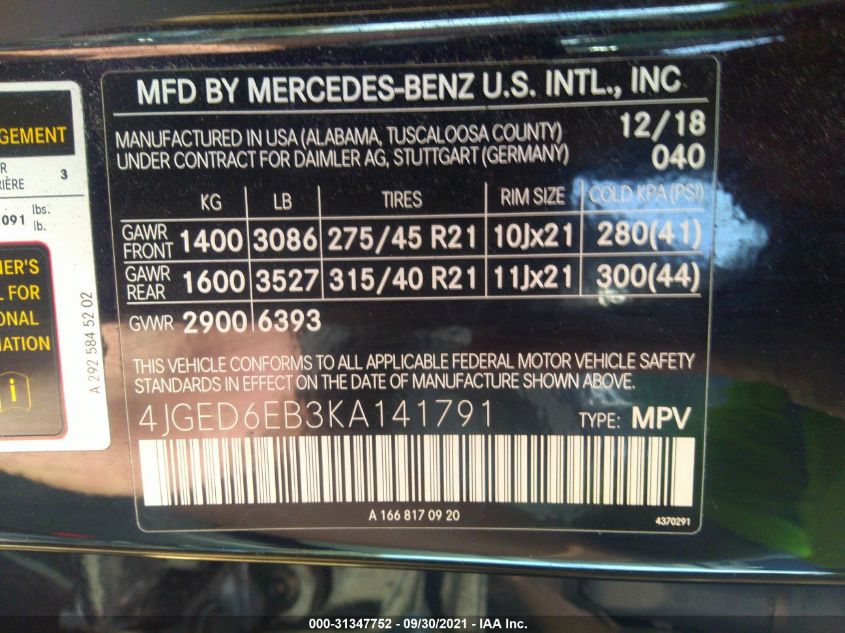 MFD BY MERCEDES-BENZ U.S. INTL., INC
MANUFACTURED IN USA (ALABAMA, TUSCALOOSA COUNTY) 12/18
UNDER CONTRACT FOR DAIMLER AG, STUTTGART (GERMANY) 040
KG LB TIRES RIM SIZE COLD KPA (PSI)
GAWR FRONT 1400 3086 275/45 R21 10Jx21 280(41)
GAWR REAR 1600 3527 315/40 R21 11Jx21 300(44)
GVWR 2900 6393
THIS VEHICLE CONFORMS TO ALL APPLICABLE FEDERAL MOTOR VEHICLE SAFETY
STANDARDS IN EFFECT ON THE DATE OF MANUFACTURE SHOWN ABOVE.
4JGED6EB3KA141791 TYPE: MPV
A 166 817 09 20
4370291
GEMENT
R
IÈRE 3
091 lbs.
lb.
NER'S
L FOR
ONAL
MATION
i
A 292 584 52 02
000-31347752 - 09/30/2021 - IAA Inc.